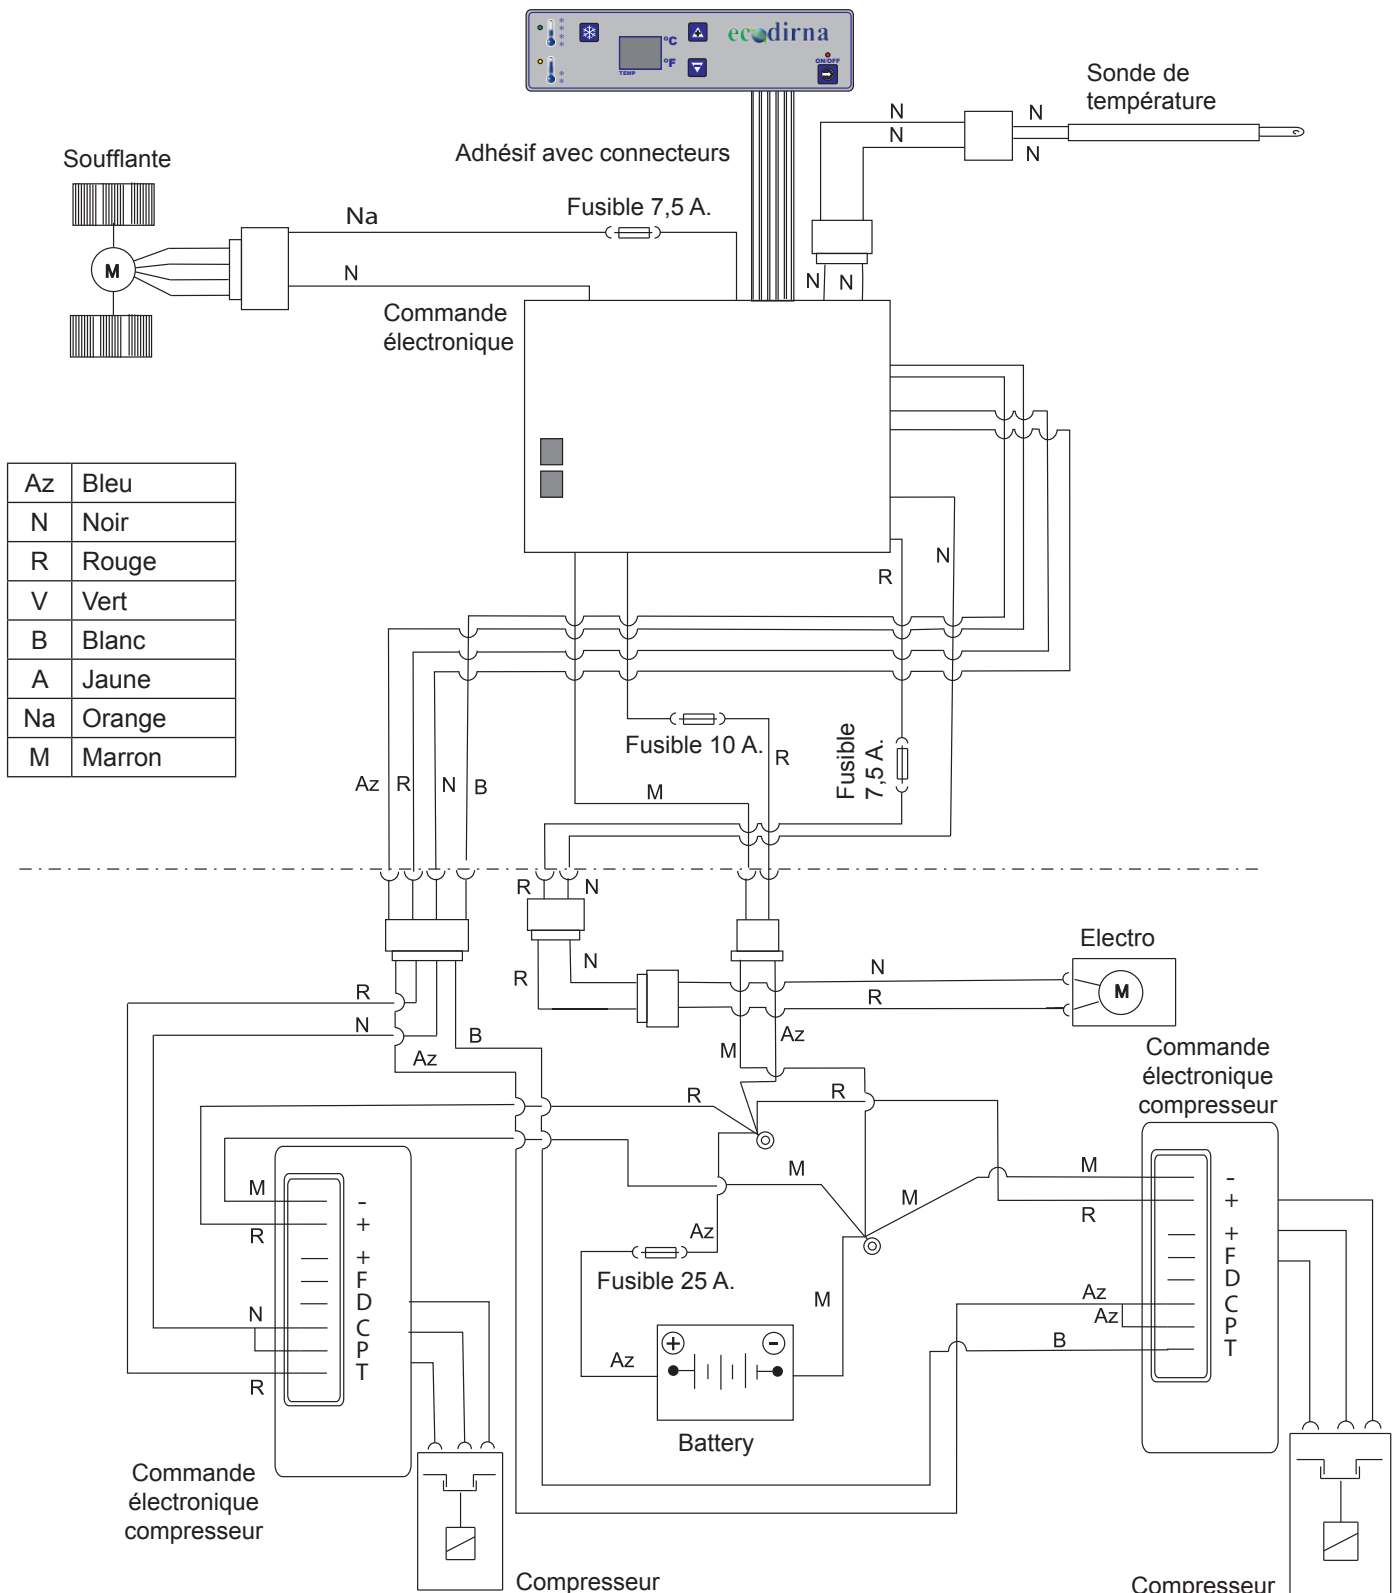 ecodirna
°C
°F
TEMP
ON/OFF
Sonde de
température
N
N
N
N
Adhésif avec connecteurs
Soufflante
Fusible 7,5 A.
Na
M
N
N
N
Commande
électronique
Az Bleu
N Noir
R Rouge
V Vert
B Blanc
A Jaune
Na Orange
M Marron
N
R
Fusible 10 A.
R
Fusible
7,5 A.
Az
R
N
B
M
R
N
Electro
R
N
N
R
M
R
N
B
Az
M
Az
Commande
électronique
compresseur
R
R
M
M
M
-
+
R
+
F
D
C
P
T
Az
Az
B
M
-
+
R
+
F
D
C
P
T
N
R
Az
Fusible 25 A.
M
+
-
Az
Battery
Commande
électronique
compresseur
Compresseur
Compresseur